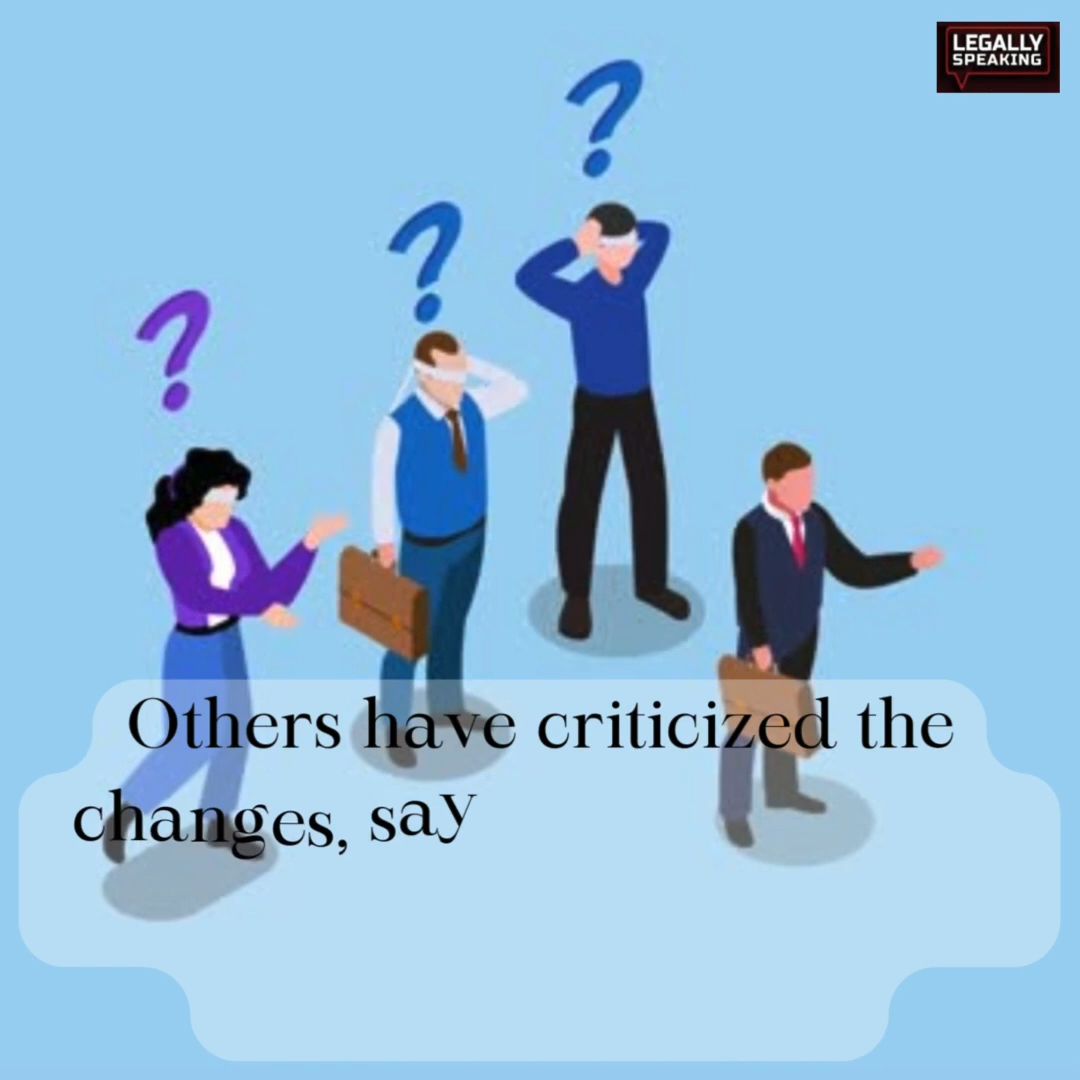 LEGALLY
SPEAKING
?
?
?
Others have criticized the
changes, say